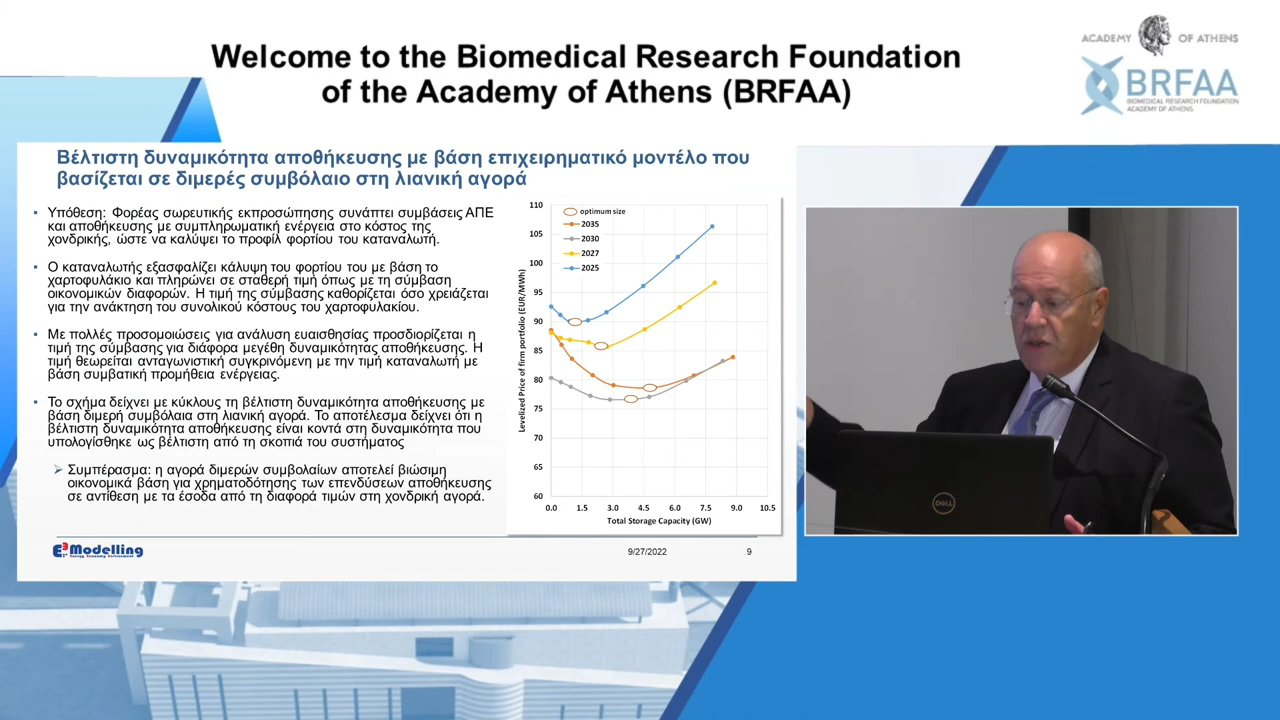 Welcome to the Biomedical Research Foundation
of the Academy of Athens (BRFAA)
ACADEMY OF ATHENS
BRFAA
BIOMEDICAL RESEARCH FOUNDATION
ACADEMY OF ATHENS
Βέλτιστη δυναμικότητα αποθήκευσης με βάση επιχειρηματικό μοντέλο που
βασίζεται σε διμερές συμβόλαιο στη λιανική αγορά
▪ Υπόθεση: Φορέας σωρευτικής εκπροσώπησης συνάπτει συμβάσεις ΑΠΕ
και αποθήκευσης με συμπληρωματική ενέργεια στο κόστος της
χονδρικής, ώστε να καλύψει το προφίλ φορτίου του καταναλωτή.
▪ Ο καταναλωτής εξασφαλίζει κάλυψη του φορτίου του με βάση το
χαρτοφυλάκιο και πληρώνει σε σταθερή τιμή όπως με τη σύμβαση
οικονομικών διαφορών. Η τιμή της σύμβασης καθορίζεται όσο χρειάζεται
για την ανάκτηση του συνολικού κόστους του χαρτοφυλακίου.
▪ Με πολλές προσομοιώσεις για ανάλυση ευαισθησίας προσδιορίζεται η
τιμή της σύμβασης για διάφορα μεγέθη δυναμικότητας αποθήκευσης. Η
τιμή θεωρείται ανταγωνιστική συγκρινόμενη με την τιμή καταναλωτή με
βάση συμβατική προμήθεια ενέργειας.
▪ Το σχήμα δείχνει με κύκλους τη βέλτιστη δυναμικότητα αποθήκευσης με
βάση διμερή συμβόλαια στη λιανική αγορά. Το αποτέλεσμα δείχνει ότι η
βέλτιστη δυναμικότητα αποθήκευσης είναι κοντά στη δυναμικότητα που
υπολογίσθηκε ως βέλτιστη από τη σκοπιά του συστήματος
➢ Συμπέρασμα: η αγορά διμερών συμβολαίων αποτελεί βιώσιμη
οικονομικά βάση για χρηματοδότησης των επενδύσεων αποθήκευσης
σε αντίθεση με τα έσοδα από τη διαφορά τιμών στη χονδρική αγορά.
Levelized Price of firm portfolio (EUR/MWh)
110
105
100
95
90
85
80
75
70
65
60
optimum size
2035
2030
2027
2025
0.0 1.5 3.0 4.5 6.0 7.5 9.0 10.5
Total Storage Capacity (GW)
E3 Modelling
Energy Economy Environment
9/27/2022
9
DELL